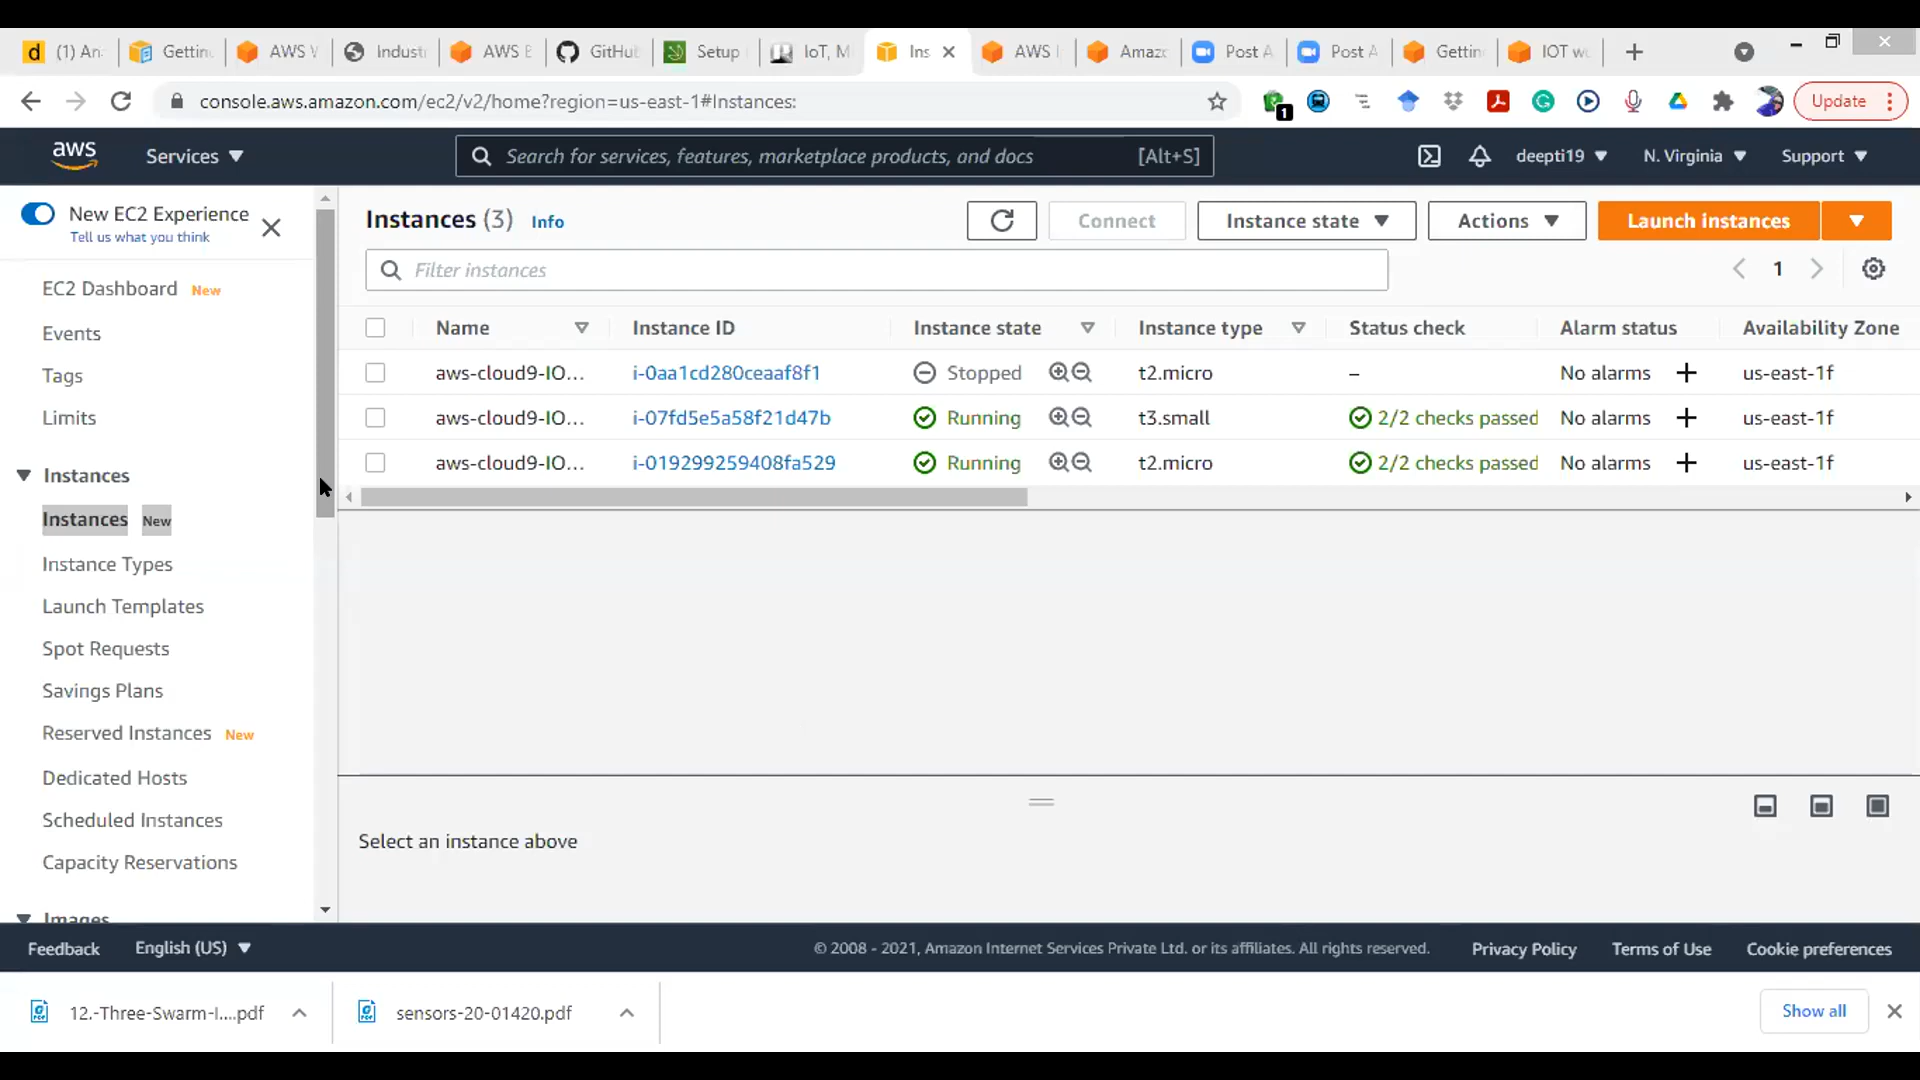 (1) An
Getting
AWS V
Indust
AWS E
GitHub
Setup
IoT, M
Ins
AWS I
Amaz
Post A
Post A
Gettin
IOT w
console.aws.amazon.com/ec2/v2/home?region=us-east-1#Instances:
1
Update
aws
Services
Search for services, features, marketplace products, and docs
[Alt+S]
deepti19
N. Virginia
Support
New EC2 Experience
Tell us what you think
EC2 Dashboard New
Events
Tags
Limits
Instances
Instances New
Instance Types
Launch Templates
Spot Requests
Savings Plans
Reserved Instances New
Dedicated Hosts
Scheduled Instances
Capacity Reservations
Images
Instances (3) Info
Connect
Instance state
Actions
Launch instances
Filter instances
1
Name Instance ID Instance state Instance type Status check Alarm status Availability Zone
aws-cloud9-IO... i-0aa1cd280ceaaf8f1 Stopped t2.micro – No alarms + us-east-1f
aws-cloud9-IO... i-07fd5e5a58f21d47b Running t3.small 2/2 checks passed No alarms + us-east-1f
aws-cloud9-IO... i-019299259408fa529 Running t2.micro 2/2 checks passed No alarms + us-east-1f
Select an instance above
Feedback
English (US)
© 2008 - 2021, Amazon Internet Services Private Ltd. or its affiliates. All rights reserved.
Privacy Policy
Terms of Use
Cookie preferences
12.-Three-Swarm-I....pdf
sensors-20-01420.pdf
Show all